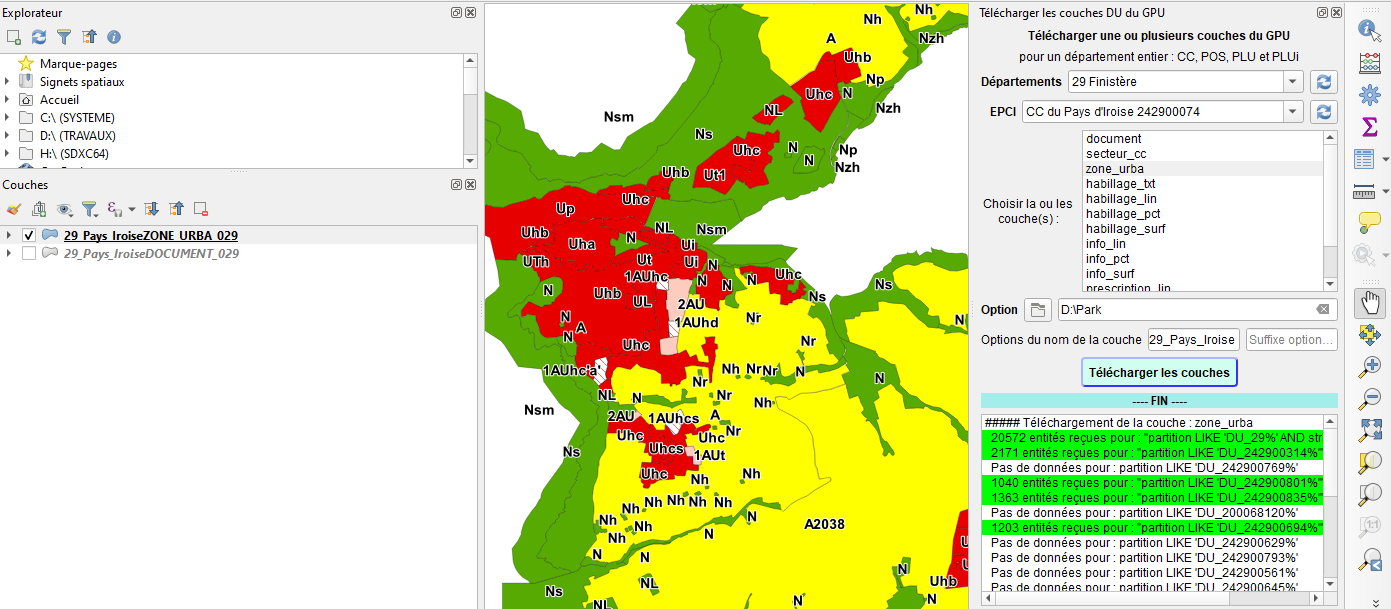 Explorateur
Marque-pages
Signets spatiaux
Accueil
C:\ (SYSTEME)
D:\ (TRAVAUX)
H:\ (SDXC64)
Couches
29_Pays_IroiseZONE_URBA_029
29_Pays_IroiseDOCUMENT_029
Nh
Nh
A
Nzh
Uhb
Np
Uhc
N
NL
Nzh
Nsm
Ns
Uhc
N
Np
N
Nzh
Uhb
Ut1
Uhc
Up
Uhb
NL
Nsm
Uha
N
Ui
UTh
Ut
Ui
N
1AUhc
N
N
N
Uhc
Ns
N
Uhb
UL
2AU
Ns
N
A
1AUhd
Nr
N
N
Uhc
Nr
1AUhc'a'
Nh
Nr
Nr
N
N
Nr
NL
N
Nr
Nh
Nsm
2AU
1AUhcs
A
Nr
Uhc
Uhc
Ns
Uhcs
1AUt
Uhc
Nh
Nh
Nh
Nh
Nh
Nh
Nh
Nh
Nh
N
A2038
Nh
N
N
N
N
NL
Uhb
Ns
N
N
NL
U
U
Télécharger les couches DU du GPU
Télécharger une ou plusieurs couches du GPU
pour un département entier : CC, POS, PLU et PLUi
Départements 29 Finistère
EPCI CC du Pays d'Iroise 242900074
Choisir la ou les couche(s) :
document
secteur_cc
zone_urba
habillage_txt
habillage_lin
habillage_pct
habillage_surf
info_lin
info_pct
info_surf
prescription_lin
Option D:\Park
Options du nom de la couche 29_Pays_Iroise Suffixe option...
Télécharger les couches
---- FIN ----
##### Téléchargement de la couche : zone_urba
20572 entités reçues pour : "partition LIKE 'DU_29%' AND str
2171 entités reçues pour : "partition LIKE 'DU_242900314%'"
Pas de données pour : partition LIKE 'DU_242900769%'
1040 entités reçues pour : "partition LIKE 'DU_242900801%'"
1363 entités reçues pour : "partition LIKE 'DU_242900835%'"
Pas de données pour : partition LIKE 'DU_200068120%'
1203 entités reçues pour : "partition LIKE 'DU_242900694%'"
Pas de données pour : partition LIKE 'DU_242900629%'
Pas de données pour : partition LIKE 'DU_242900793%'
Pas de données pour : partition LIKE 'DU_242900561%'
Pas de données pour : partition LIKE 'DU_242900645%'
1:1